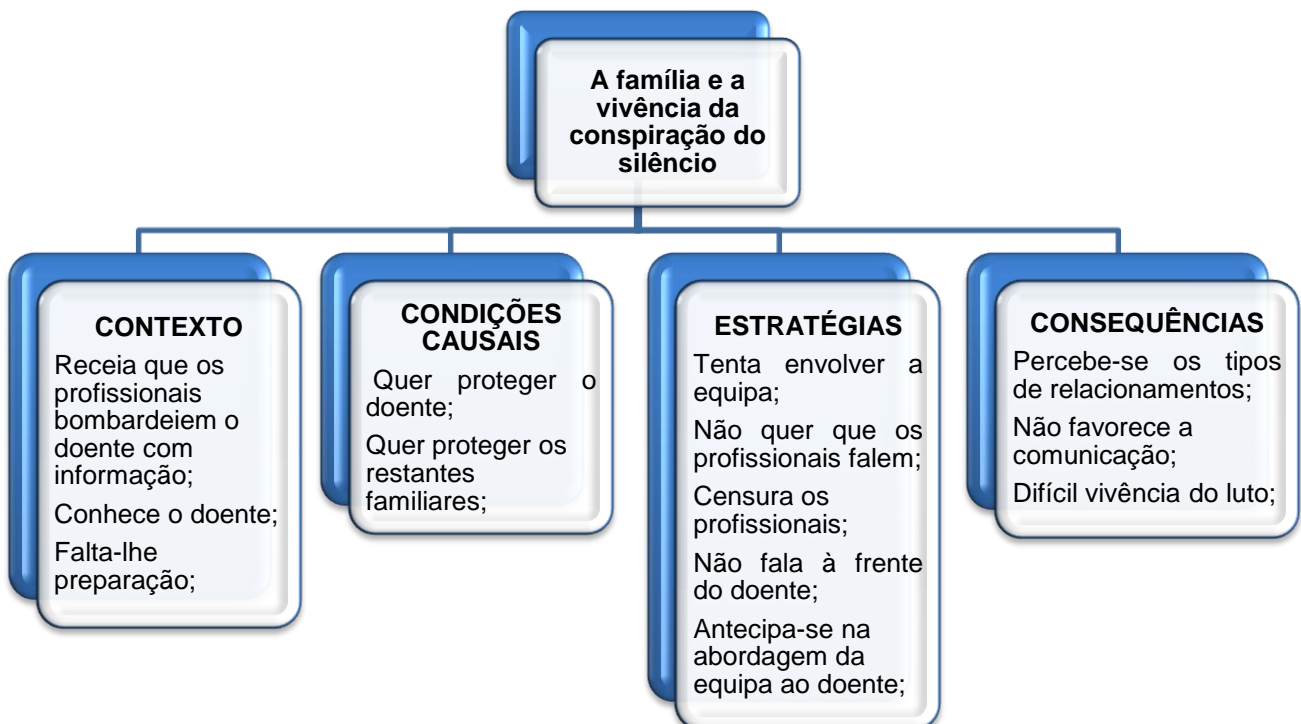 A família e a
vivência da
conspiração do
silêncio
CONTEXTO
Receia que os
profissionais
bombardeiem o
doente com
informação;
Conhece o doente;
Falta-lhe
preparação;
CONDIÇÕES
CAUSAIS
Quer proteger o
doente;
Quer proteger os
restantes
familiares;
ESTRATÉGIAS
Tenta envolver a
equipa;
Não quer que os
profissionais falem;
Censura os
profissionais;
Não fala à frente
do doente;
Antecipa-se na
abordagem da
equipa ao doente;
CONSEQUÊNCIAS
Percebe-se os tipos
de relacionamentos;
Não favorece a
comunicação;
Difícil vivência do luto;